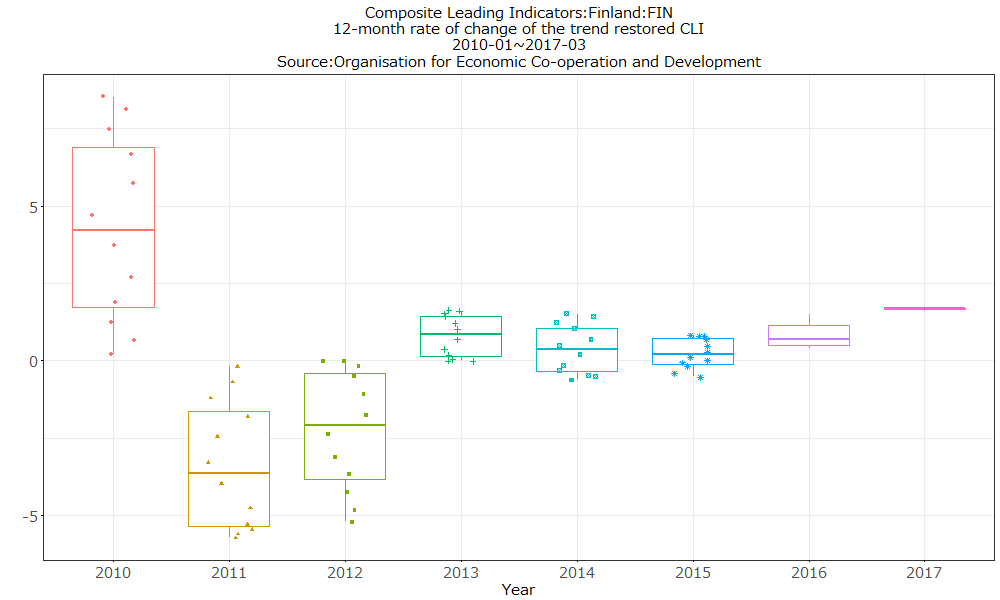 Composite Leading Indicators:Finland:FIN
12-month rate of change of the trend restored CLI
2010-01~2017-03
Source:Organisation for Economic Co-operation and Development
5
0
-5
2010 2011 2012 2013 2014 2015 2016 2017
Year